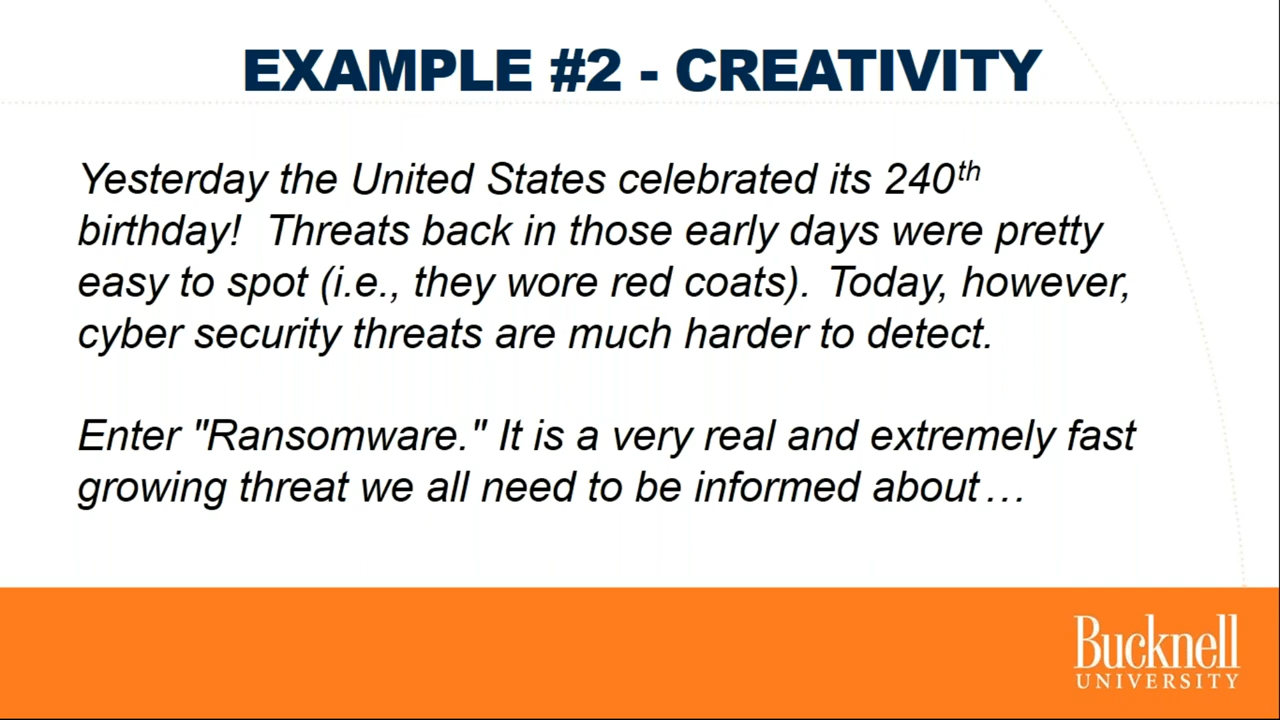 EXAMPLE #2 - CREATIVITY
Yesterday the United States celebrated its 240th
birthday!  Threats back in those early days were pretty
easy to spot (i.e., they wore red coats).  Today, however,
cyber security threats are much harder to detect.
Enter "Ransomware." It is a very real and extremely fast
growing threat we all need to be informed about…
Bucknell
UNIVERSITY